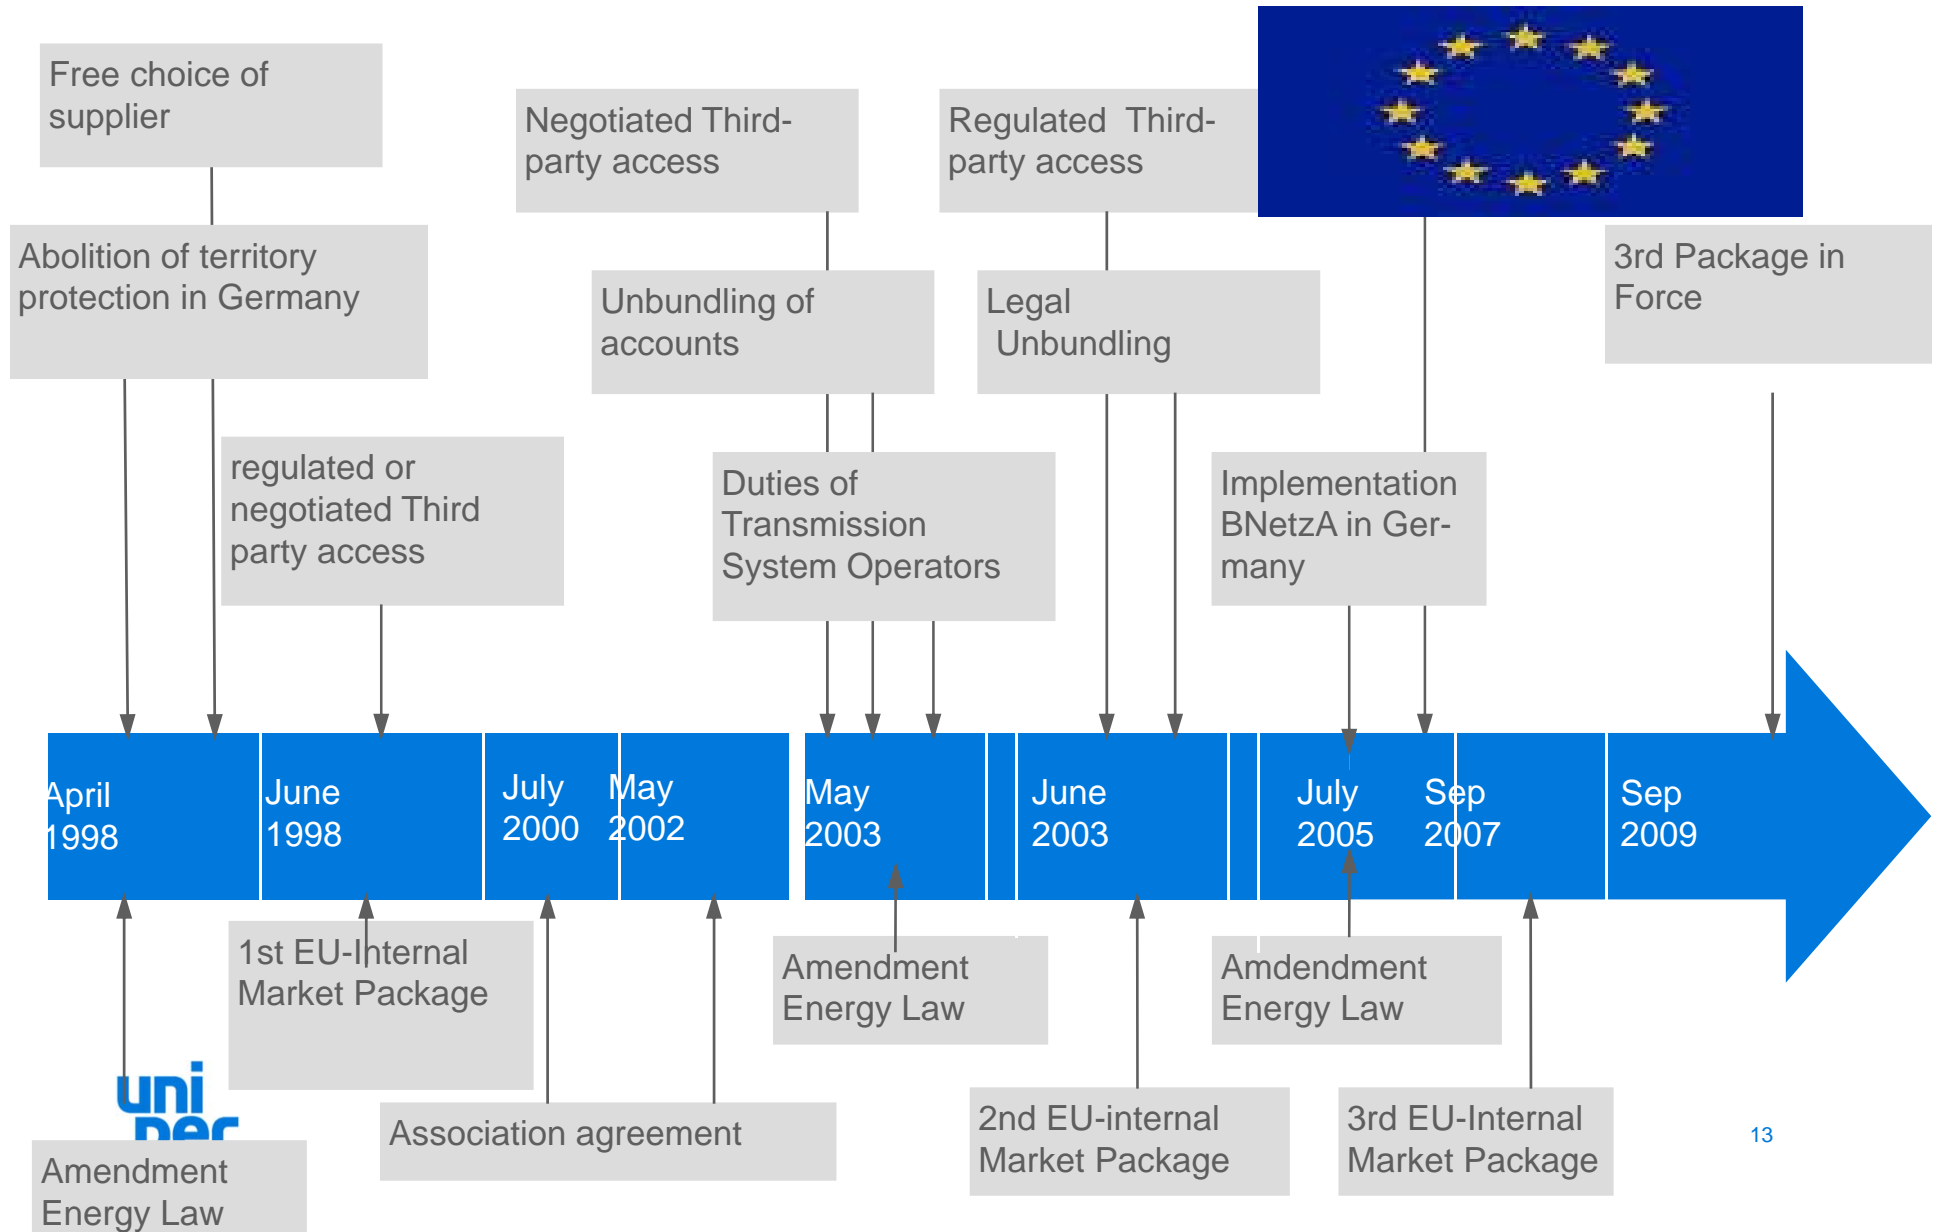 Free choice of
supplier
Negotiated Third-
party access
Regulated  Third-
party access
Abolition of territory
protection in Germany
Unbundling of
accounts
Legal
Unbundling
3rd Package in
Force
regulated or
negotiated Third
party access
Duties of
Transmission
System Operators
Implementation
BNetzA in Ger-
many
April
1998
June
1998
July
2000
May
2002
May
2003
June
2003
July
2005
Sep
2007
Sep
2009
1st EU-Internal
Market Package
Amendment
Energy Law
Amdendment
Energy Law
Association agreement
2nd EU-internal
Market Package
3rd EU-Internal
Market Package
13
uni
per
Amendment
Energy Law